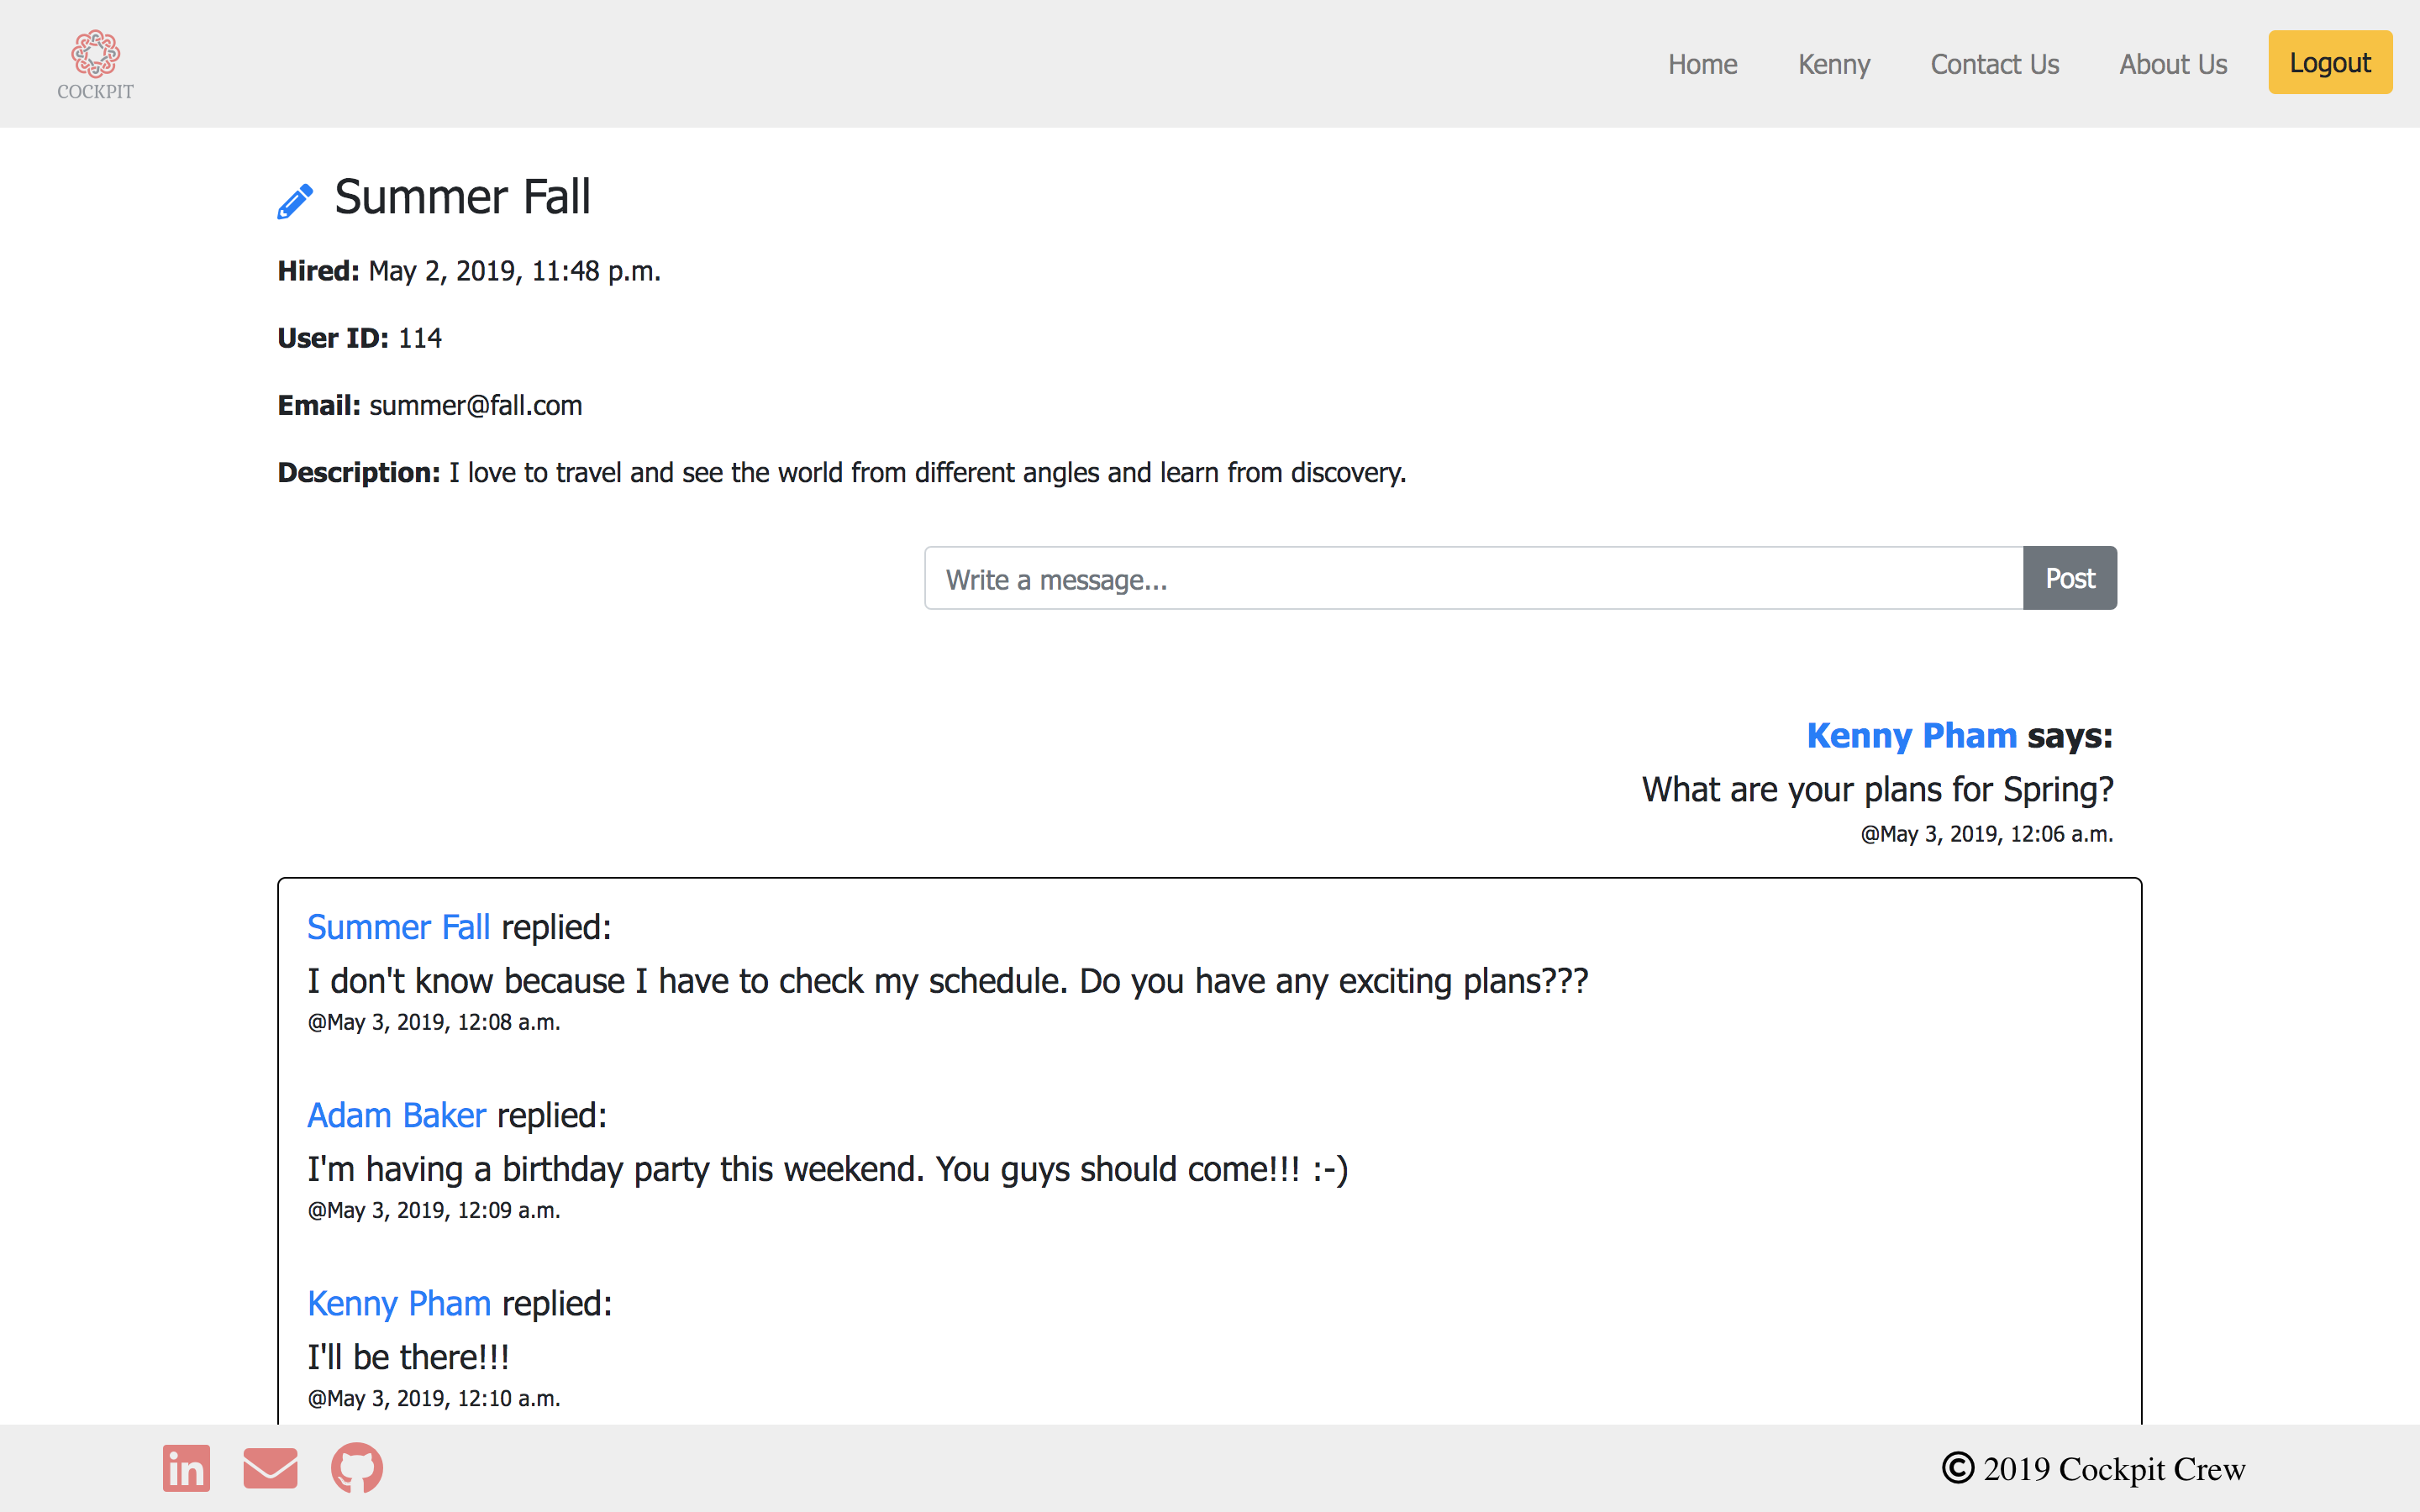 COCKPIT
Home Kenny Contact Us About Us Logout
Summer Fall
Hired: May 2, 2019, 11:48 p.m.
User ID: 114
Email: summer@fall.com
Description: I love to travel and see the world from different angles and learn from discovery.
Write a message... Post
Kenny Pham says:
What are your plans for Spring?
@May 3, 2019, 12:06 a.m.
Summer Fall replied:
I don't know because I have to check my schedule. Do you have any exciting plans???
@May 3, 2019, 12:08 a.m.
Adam Baker replied:
I'm having a birthday party this weekend. You guys should come!!! :-)
@May 3, 2019, 12:09 a.m.
Kenny Pham replied:
I'll be there!!!
@May 3, 2019, 12:10 a.m.
in
© 2019 Cockpit Crew